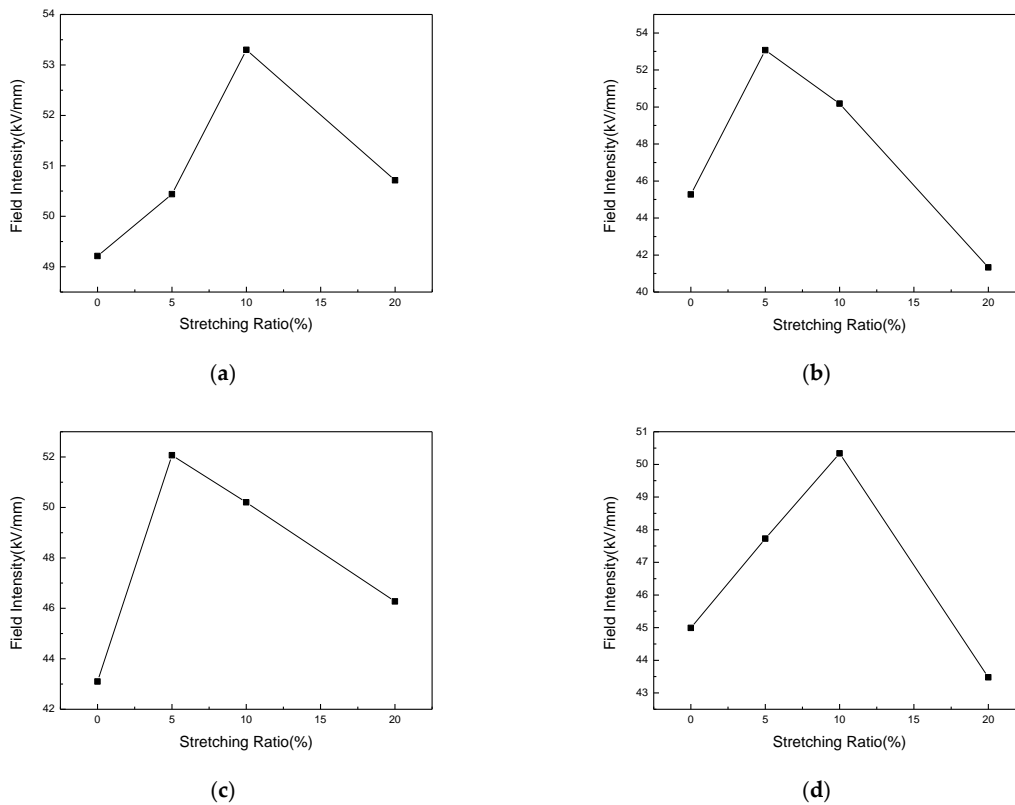 54
53
52
51
50
49
Field Intensity(kV/mm)
0 5 10 15 20
Stretching Ratio(%)
(a)
54
52
50
48
46
44
42
40
Field Intensity(kV/mm)
0 5 10 15 20
Stretching Ratio(%)
(b)
52
50
48
46
44
42
Field Intensity(kV/mm)
0 5 10 15 20
Stretching Ratio(%)
(c)
51
50
49
48
47
46
45
44
43
Field Intensity(kV/mm)
0 5 10 15 20
Stretching Ratio(%)
(d)